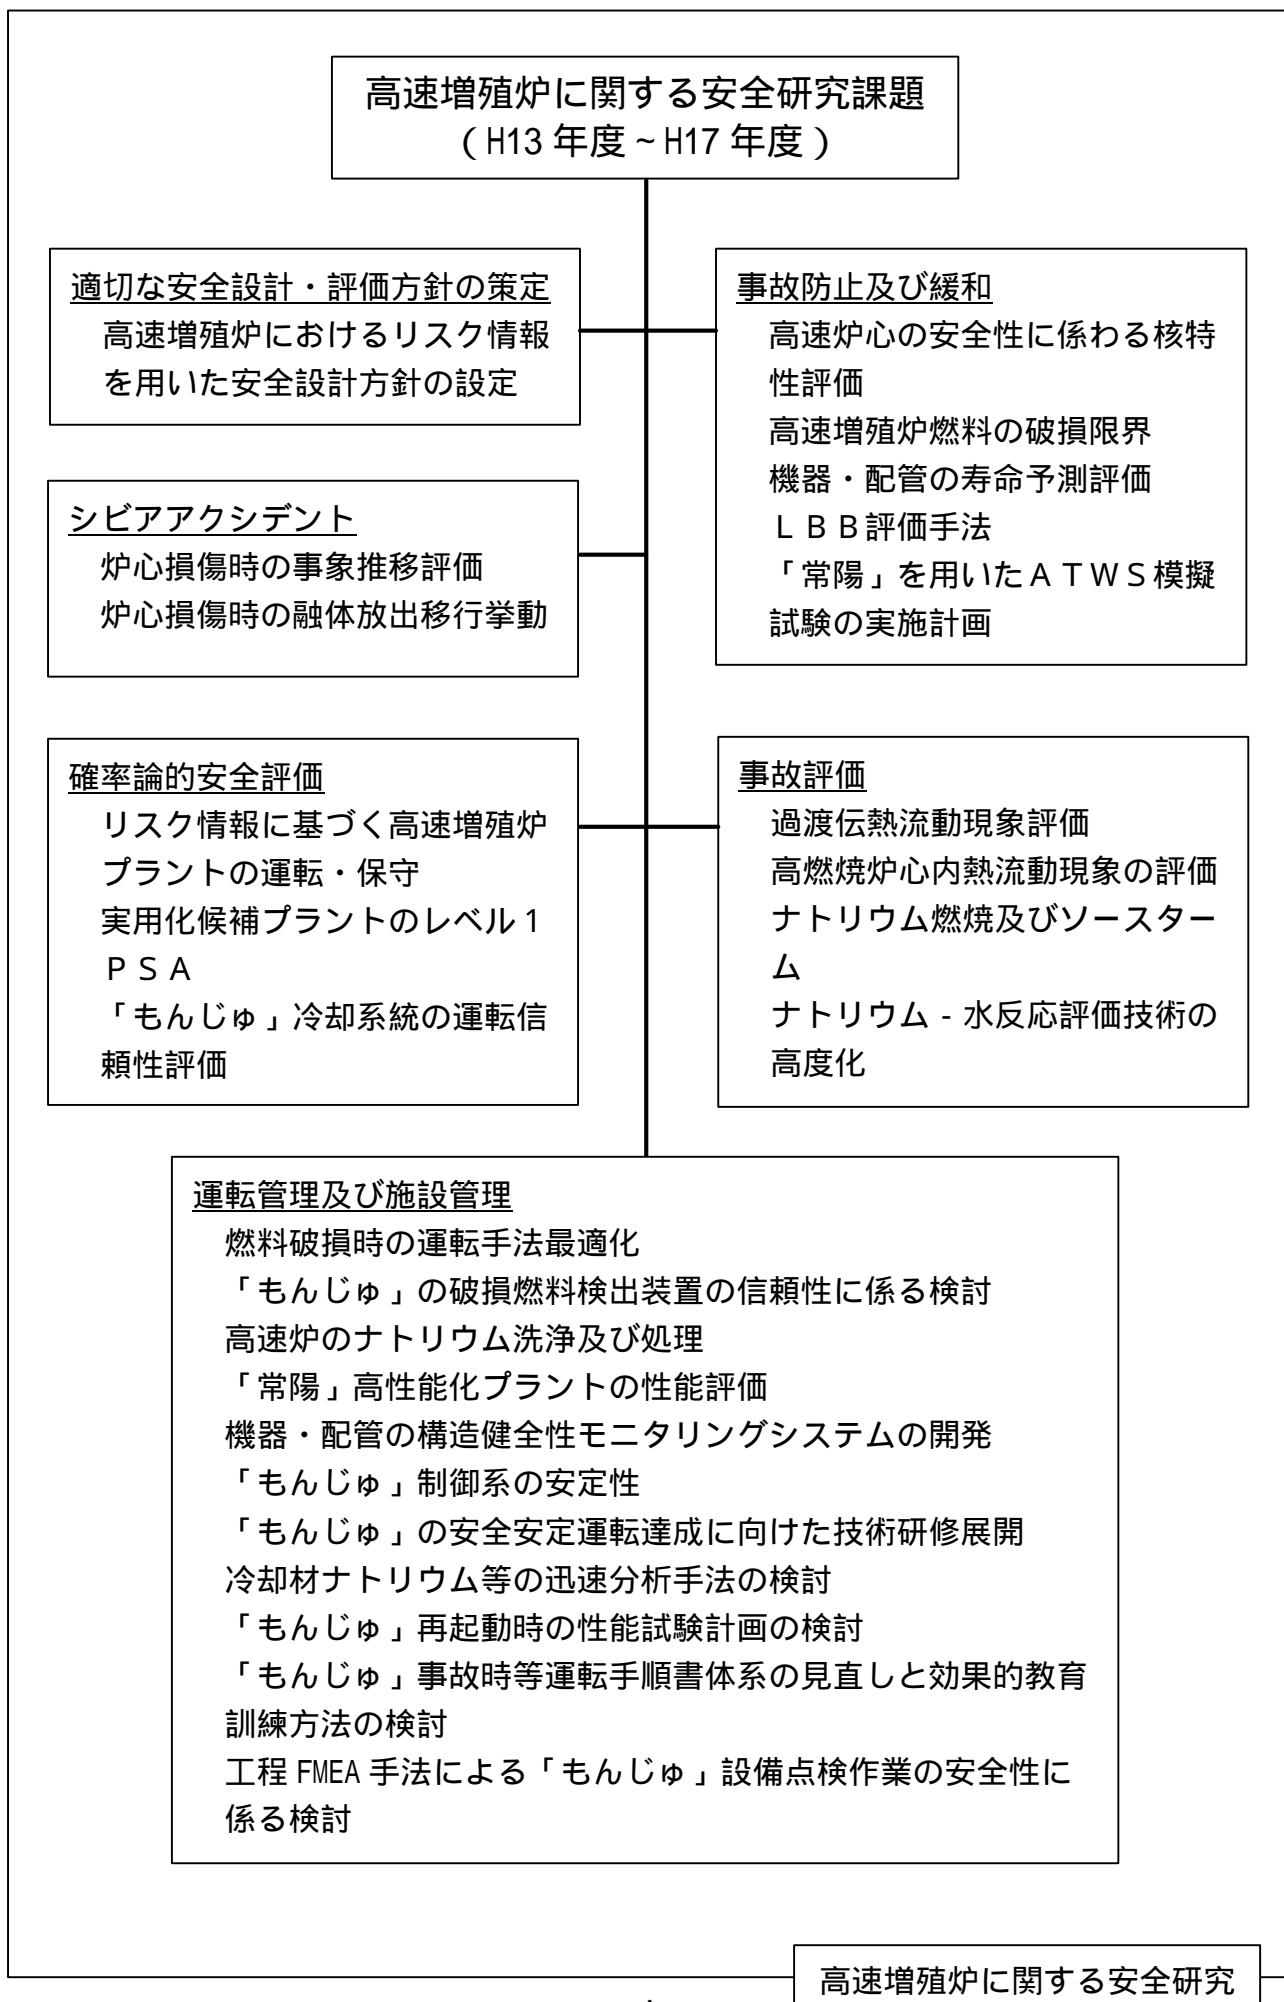 高速増殖炉に関する安全研究課題
（H13 年度～H17 年度）
適切な安全設計・評価方針の策定
高速増殖炉におけるリスク情報
を用いた安全設計方針の設定
事故防止及び緩和
高速炉心の安全性に係わる核特
性評価
高速増殖炉燃料の破損限界
機器・配管の寿命予測評価
ＬＢＢ評価手法
「常陽」を用いたＡＴＷＳ模擬
試験の実施計画
シビアアクシデント
炉心損傷時の事象推移評価
炉心損傷時の融体放出移行挙動
確率論的安全評価
リスク情報に基づく高速増殖炉
プラントの運転・保守
実用化候補プラントのレベル１
ＰＳＡ
「もんじゅ」冷却系統の運転信
頼性評価
事故評価
過渡伝熱流動現象評価
高燃焼炉心内熱流動現象の評価
ナトリウム燃焼及びソースター
ム
ナトリウム‐水反応評価技術の
高度化
運転管理及び施設管理
燃料破損時の運転手法最適化
「もんじゅ」の破損燃料検出装置の信頼性に係る検討
高速炉のナトリウム洗浄及び処理
「常陽」高性能化プラントの性能評価
機器・配管の構造健全性モニタリングシステムの開発
「もんじゅ」制御系の安定性
「もんじゅ」の安全安定運転達成に向けた技術研修展開
冷却材ナトリウム等の迅速分析手法の検討
「もんじゅ」再起動時の性能試験計画の検討
「もんじゅ」事故時等運転手順書体系の見直しと効果的教育
訓練方法の検討
工程 FMEA 手法による「もんじゅ」設備点検作業の安全性に
係る検討
高速増殖炉に関する安全研究